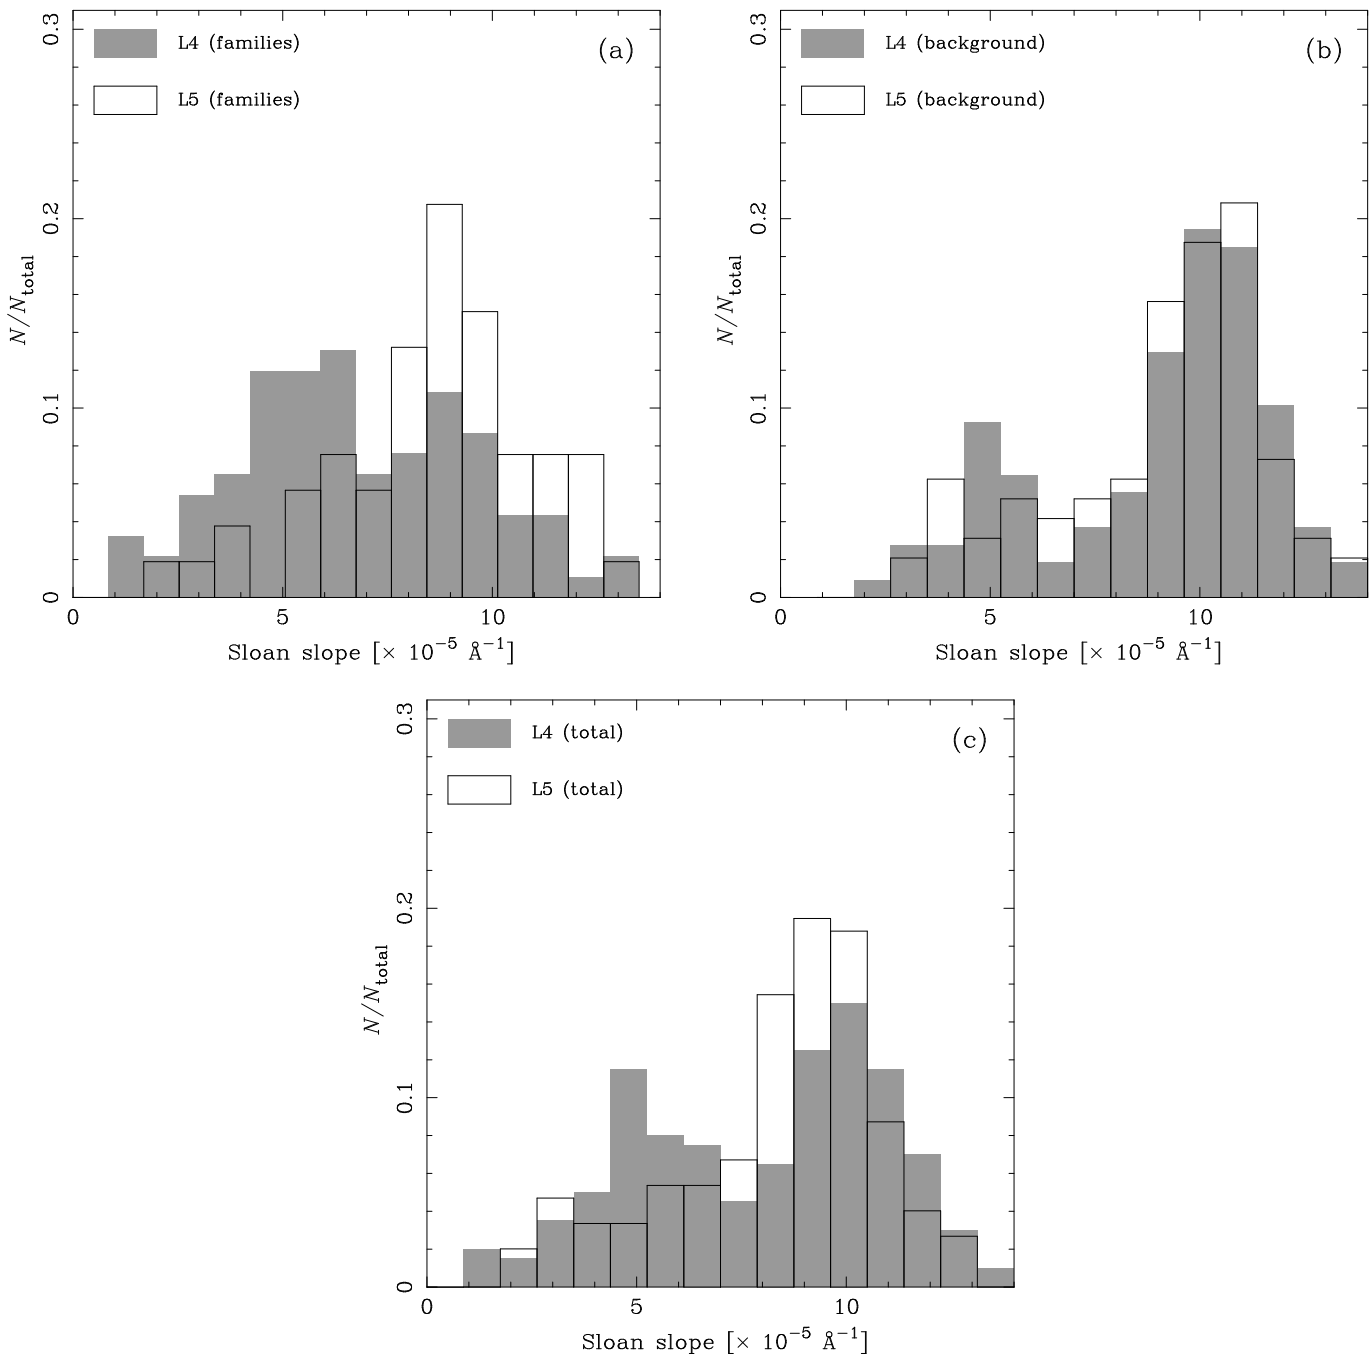 0.3
L4 (families)
(a)
L5 (families)
0.2
N/Ntotal
0.1
0
0 5 10
Sloan slope [× 10−5 Å−1]
0.3
L4 (background)
(b)
L5 (background)
0.2
N/Ntotal
0.1
0
0 5 10
Sloan slope [× 10−5 Å−1]
0.3
L4 (total)
(c)
L5 (total)
0.2
N/Ntotal
0.1
0
0 5 10
Sloan slope [× 10−5 Å−1]